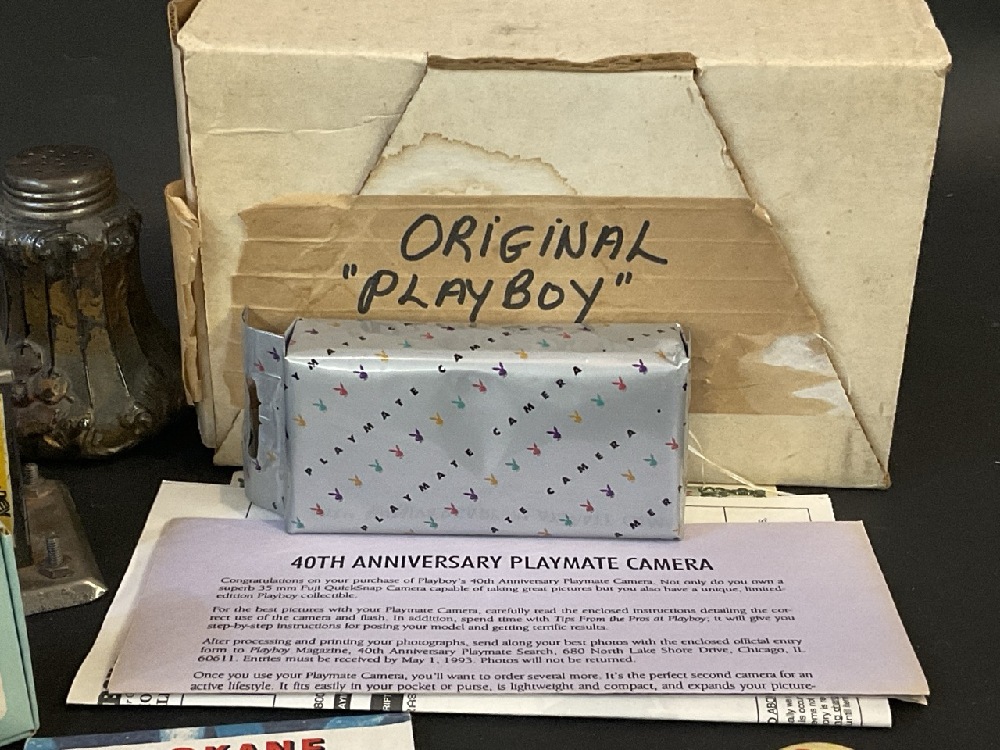 ORiGiNAL
"PLAYBOY"
PLAYMATE CAMERA
PLAYMATE CAMERA
PLAYMATE CAMERA
40TH ANNIVERSARY PLAYMATE CAMERA
Congratulations on your purchase of Playboy's 40th Anniversary Playmate Camera. Not only do you own a
superb 35 mm Fuji QuickSnap Camera capable of taking great pictures but you also have a unique, limited-
edition Playboy collectible.
For the best pictures with your Playmate Camera, carefully read the enclosed instructions detailing the cor-
rect use of the camera and flash. In addition, spend time with Tips From the Pros at Playboy; it will give you
step-by-step instructions for posing your model and getting terrific results.
After processing and printing your photographs, send along your best photos with the enclosed official entry
form to Playboy Magazine, 40th Anniversary Playmate Search, 680 North Lake Shore Drive, Chicago, IL
60611. Entries must be received by May 1, 1993. Photos will not be returned.
Once you use your Playmate Camera, you'll want to order several more. It's the perfect second camera for an
active lifestyle. It fits easily in your pocket or purse, is lightweight and compact, and expands your picture-